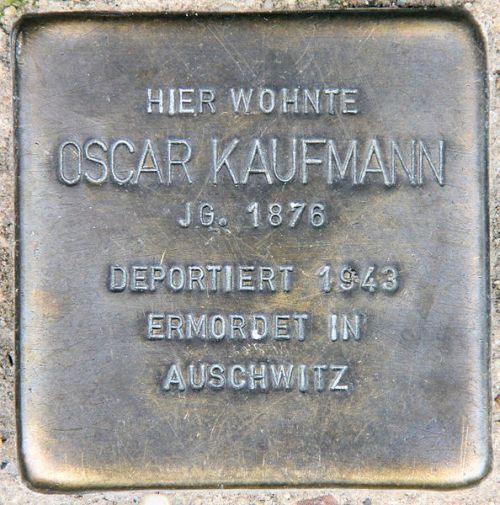 HIER WOHNTE
OSCAR KAUFMANN
JG. 1876
DEPORTIERT 1943
ERMORDET IN
AUSCHWITZ